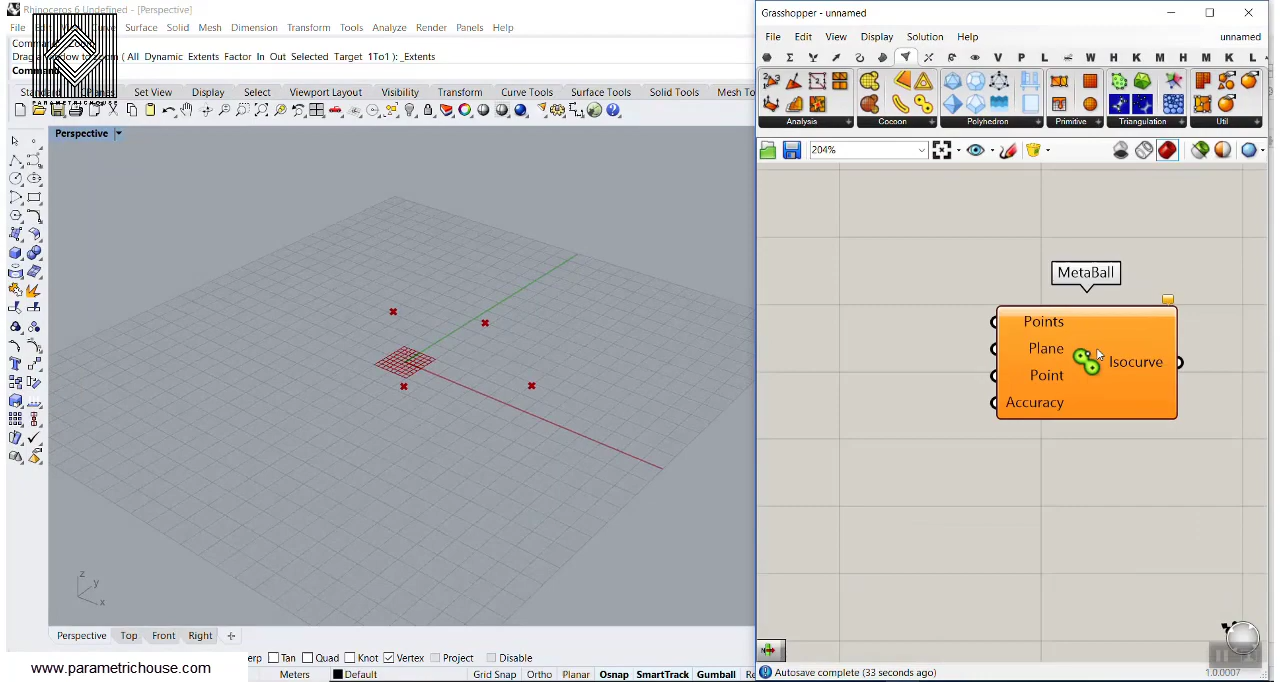 Rhinoceros 6 Undefined - [Perspective]
File
Surface Solid Mesh Dimension Transform Tools Analyze Render Panels Help
Drag a window to zoom ( All Dynamic Extents Factor In Out Selected Target 1To1 ): _Extents
Command
PARAMETRICHOUSE
Set View Display Select Viewport Layout Visibility Transform Curve Tools Surface Tools Solid Tools Mesh To
Perspective
z
y
x
Perspective Top Front Right
erp Tan Quad Knot Vertex Project Disable
Meters Default Grid Snap Ortho Planar Osnap SmartTrack Gumball Re
www.parametrichouse.com
Grasshopper - unnamed
File Edit View Display Solution Help unnamed
V P L W H K M H M K L
Analysis Cocoon Polyhedron Primitive Triangulation Util
204%
MetaBall
Points
Plane
Point
Accuracy
Isocurve
Autosave complete (33 seconds ago)
1.0.0007